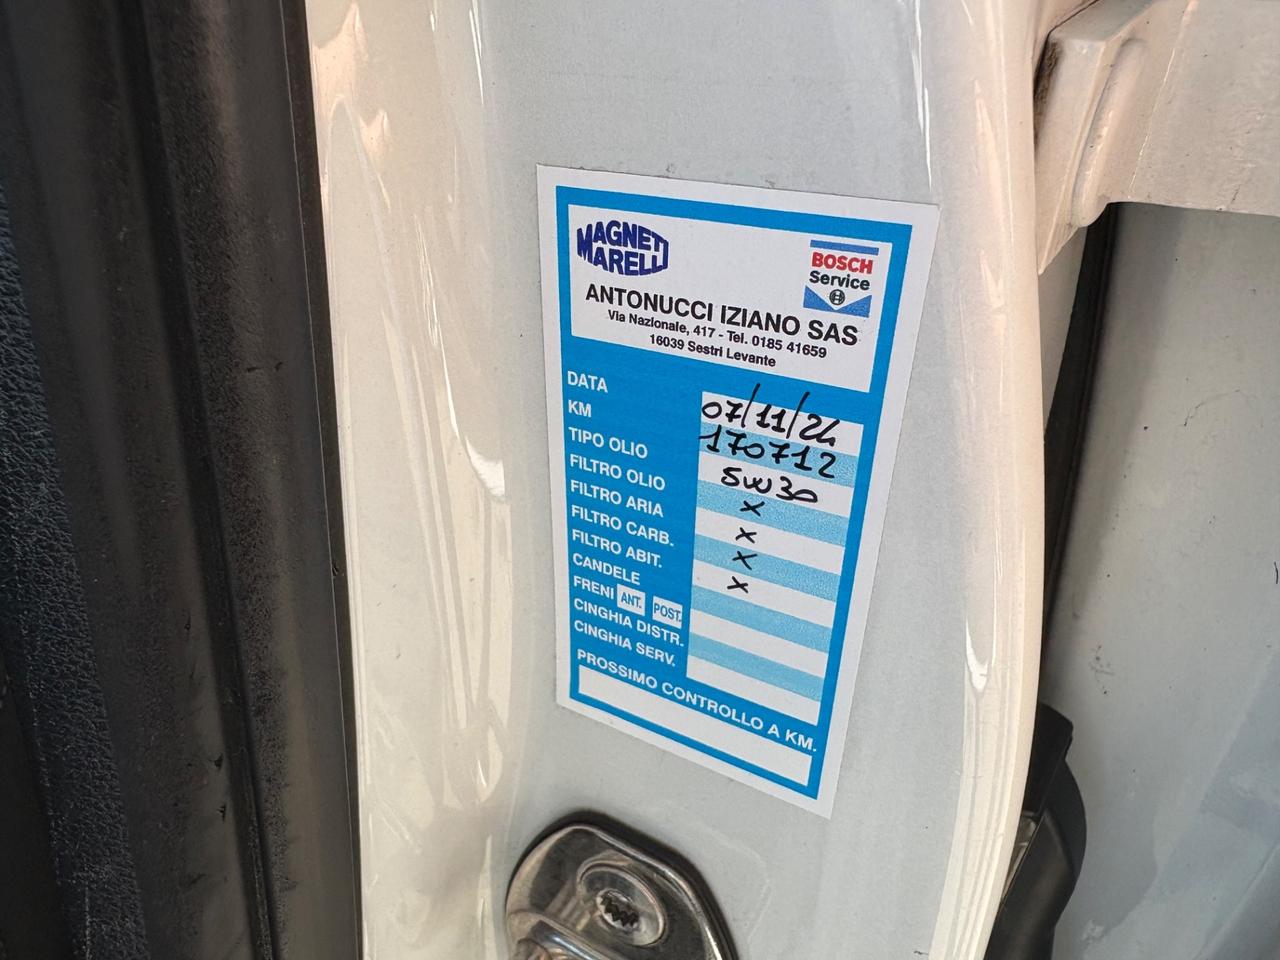 MAGNETI
MARELLI
BOSCH
Service
ANTONUCCI IZIANO SAS
Via Nazionale, 417 - Tel. 0185 41659
16039 Sestri Levante
DATA 07/11/24
KM 170712
TIPO OLIO 5W30
FILTRO OLIO X
FILTRO ARIA X
FILTRO CARB. X
FILTRO ABIT. X
CANDELE
FRENI ANT. POST.
CINGHIA DISTR.
CINGHIA SERV.
PROSSIMO CONTROLLO A KM.